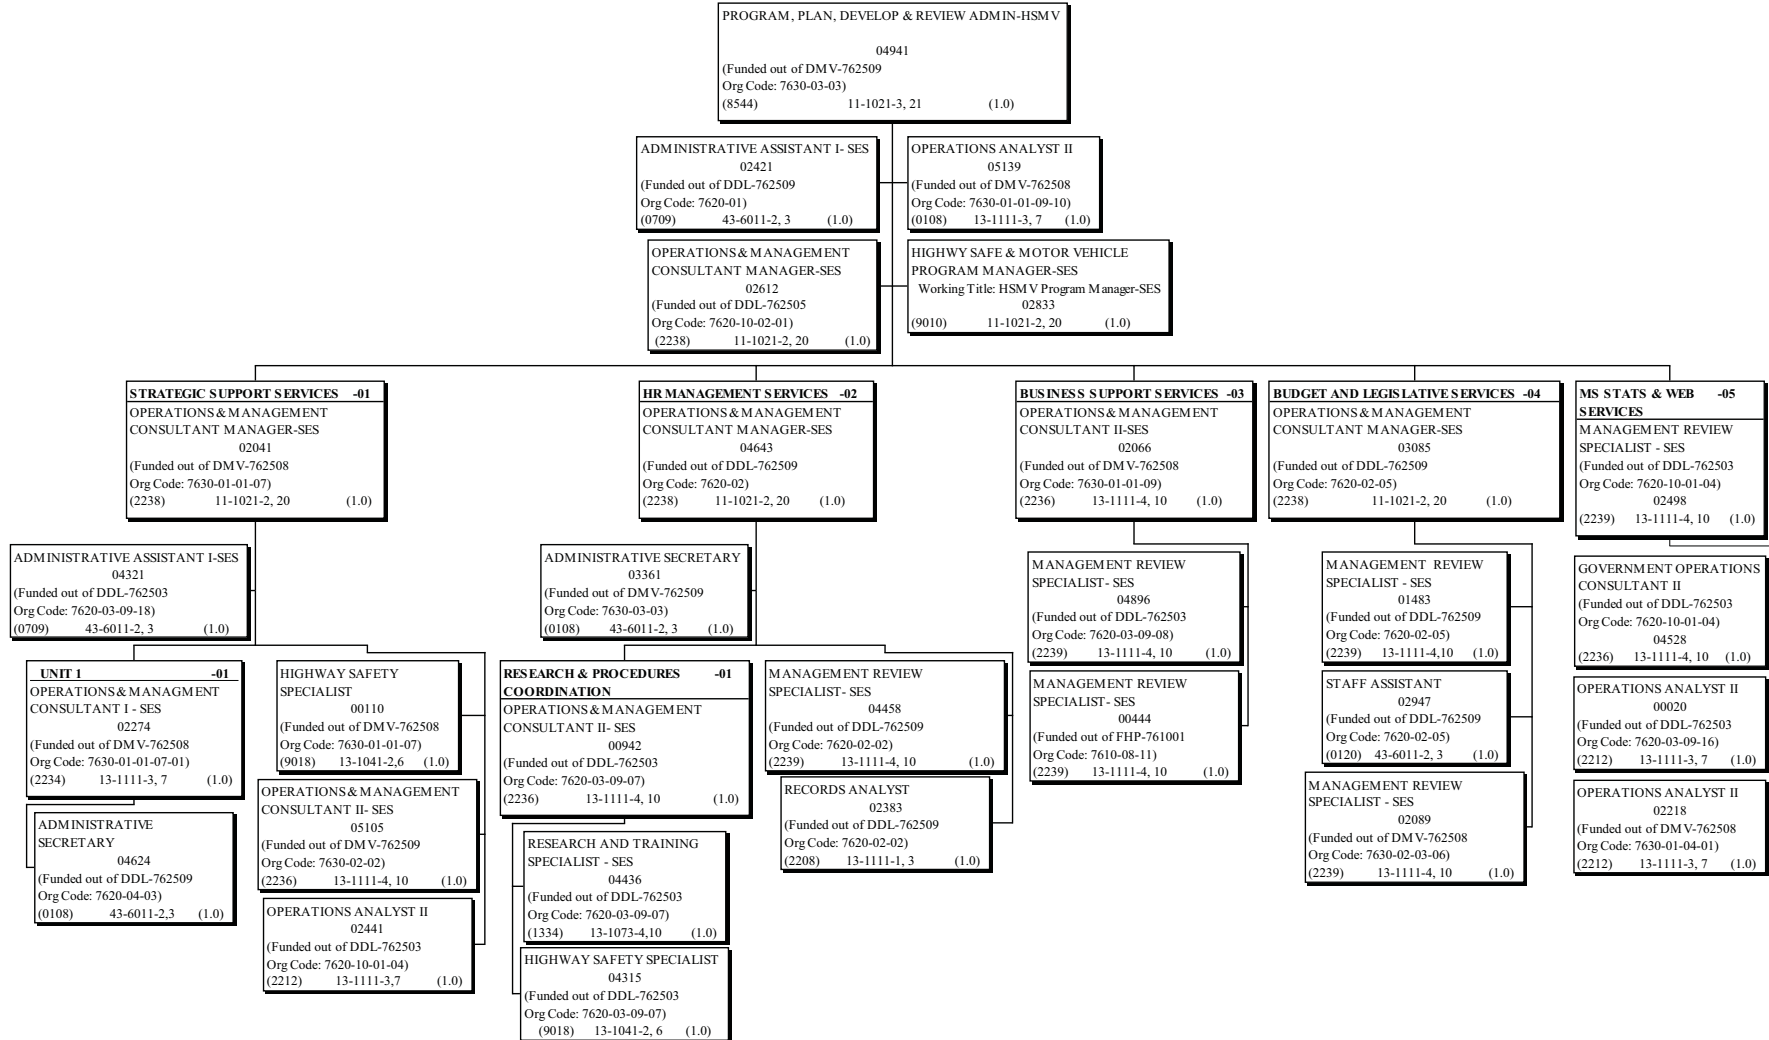 PROGRAM, PLAN, DEVELOP & REVIEW ADMIN-HSMV
04941
(Funded out of DMV-762509
Org Code: 7630-03-03)
(8544) 11-1021-3, 21 (1.0)
ADMINISTRATIVE ASSISTANT I- SES
02421
(Funded out of DDL-762509
Org Code: 7620-01)
(0709) 43-6011-2, 3 (1.0)
OPERATIONS ANALYST II
05139
(Funded out of DMV-762508
Org Code: 7630-01-01-09-10)
(0108) 13-1111-3, 7 (1.0)
OPERATIONS & MANAGEMENT
CONSULTANT MANAGER-SES
02612
(Funded out of DDL-762505
Org Code: 7620-10-02-01)
(2238) 11-1021-2, 20 (1.0)
HIGHWY SAFE & MOTOR VEHICLE
PROGRAM MANAGER-SES
Working Title: HSMV Program Manager-SES
02833
(9010) 11-1021-2, 20 (1.0)
STRATEGIC SUPPORT SERVICES -01
OPERATIONS & MANAGEMENT
CONSULTANT MANAGER-SES
02041
(Funded out of DMV-762508
Org Code: 7630-01-01-07)
(2238) 11-1021-2, 20 (1.0)
HR MANAGEMENT SERVICES -02
OPERATIONS & MANAGEMENT
CONSULTANT MANAGER-SES
04643
(Funded out of DDL-762509
Org Code: 7620-02)
(2238) 11-1021-2, 20 (1.0)
BUSINESS SUPPORT SERVICES -03
OPERATIONS & MANAGEMENT
CONSULTANT II-SES
02066
(Funded out of DMV-762508
Org Code: 7630-01-01-09)
(2236) 13-1111-4, 10 (1.0)
BUDGET AND LEGISLATIVE SERVICES -04
OPERATIONS & MANAGEMENT
CONSULTANT MANAGER-SES
03085
(Funded out of DDL-762509
Org Code: 7620-02-05)
(2238) 11-1021-2, 20 (1.0)
MS STATS & WEB -05
SERVICES
MANAGEMENT REVIEW
SPECIALIST - SES
(Funded out of DDL-762503
Org Code: 7620-10-01-04)
02498
(2239) 13-1111-4, 10 (1.0)
ADMINISTRATIVE ASSISTANT I-SES
04321
(Funded out of DDL-762503
Org Code: 7620-03-09-18)
(0709) 43-6011-2, 3 (1.0)
ADMINISTRATIVE SECRETARY
03361
(Funded out of DMV-762509
Org Code: 7630-03-03)
(0108) 43-6011-2, 3 (1.0)
MANAGEMENT REVIEW
SPECIALIST- SES
04896
(Funded out of DDL-762503
Org Code: 7620-03-09-08)
(2239) 13-1111-4, 10 (1.0)
MANAGEMENT REVIEW
SPECIALIST - SES
01483
(Funded out of DDL-762509
Org Code: 7620-02-05)
(2239) 13-1111-4,10 (1.0)
GOVERNMENT OPERATIONS
CONSULTANT II
(Funded out of DDL-762503
Org Code: 7620-10-01-04)
04528
(2236) 13-1111-4, 10 (1.0)
UNIT 1 -01
OPERATIONS & MANAGMENT
CONSULTANT I - SES
02274
(Funded out of DMV-762508
Org Code: 7630-01-01-07-01)
(2234) 13-1111-3, 7 (1.0)
HIGHWAY SAFETY
SPECIALIST
00110
(Funded out of DMV-762508
Org Code: 7630-01-01-07)
(9018) 13-1041-2,6 (1.0)
RESEARCH & PROCEDURES -01
COORDINATION
OPERATIONS & MANAGEMENT
CONSULTANT II- SES
00942
(Funded out of DDL-762503
Org Code: 7620-03-09-07)
(2236) 13-1111-4, 10 (1.0)
MANAGEMENT REVIEW
SPECIALIST- SES
04458
(Funded out of DDL-762509
Org Code: 7620-02-02)
(2239) 13-1111-4, 10 (1.0)
MANAGEMENT REVIEW
SPECIALIST- SES
00444
(Funded out of FHP-761001
Org Code: 7610-08-11)
(2239) 13-1111-4, 10 (1.0)
STAFF ASSISTANT
02947
(Funded out of DDL-762509
Org Code: 7620-02-05)
(0120) 43-6011-2, 3 (1.0)
OPERATIONS ANALYST II
00020
(Funded out of DDL-762503
Org Code: 7620-03-09-16)
(2212) 13-1111-3, 7 (1.0)
ADMINISTRATIVE
SECRETARY
04624
(Funded out of DDL-762509
Org Code: 7620-04-03)
(0108) 43-6011-2,3 (1.0)
OPERATIONS & MANAGEMENT
CONSULTANT II- SES
05105
(Funded out of DMV-762509
Org Code: 7630-02-02)
(2236) 13-1111-4, 10 (1.0)
RESEARCH AND TRAINING
SPECIALIST - SES
04436
(Funded out of DDL-762503
Org Code: 7620-03-09-07)
(1334) 13-1073-4,10 (1.0)
RECORDS ANALYST
02383
(Funded out of DDL-762509
Org Code: 7620-02-02)
(2208) 13-1111-1, 3 (1.0)
MANAGEMENT REVIEW
SPECIALIST - SES
02089
(Funded out of DMV-762508
Org Code: 7630-02-03-06)
(2239) 13-1111-4, 10 (1.0)
OPERATIONS ANALYST II
02218
(Funded out of DMV-762508
Org Code: 7630-01-04-01)
(2212) 13-1111-3, 7 (1.0)
OPERATIONS ANALYST II
02441
(Funded out of DDL-762503
Org Code: 7620-10-01-04)
(2212) 13-1111-3,7 (1.0)
HIGHWAY SAFETY SPECIALIST
04315
(Funded out of DDL-762503
Org Code: 7620-03-09-07)
(9018) 13-1041-2, 6 (1.0)